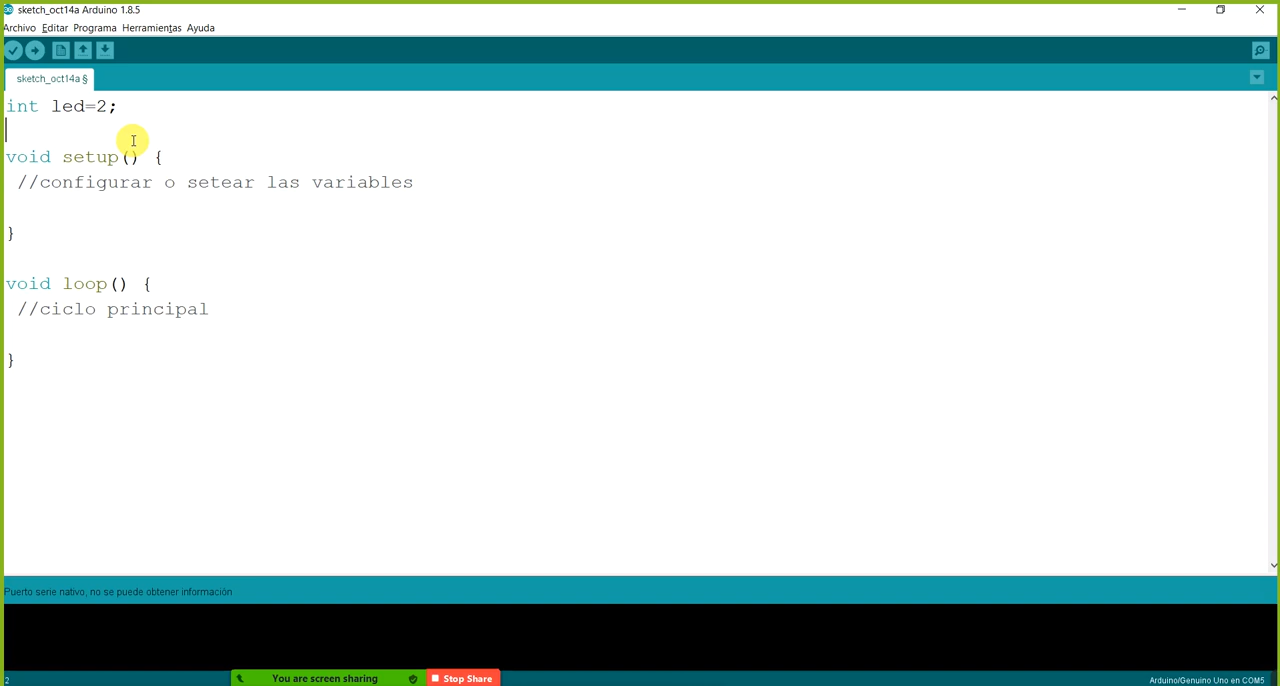 sketch_oct14a Arduino 1.8.5
Archivo Editar Programa Herramientas Ayuda
sketch_oct14a §
int led=2;
void setup() {
//configurar o setear las variables
}
void loop() {
//ciclo principal
}
Puerto serie nativo, no se puede obtener información
You are screen sharing
Stop Share
2
Arduino/Genuino Uno en COM5